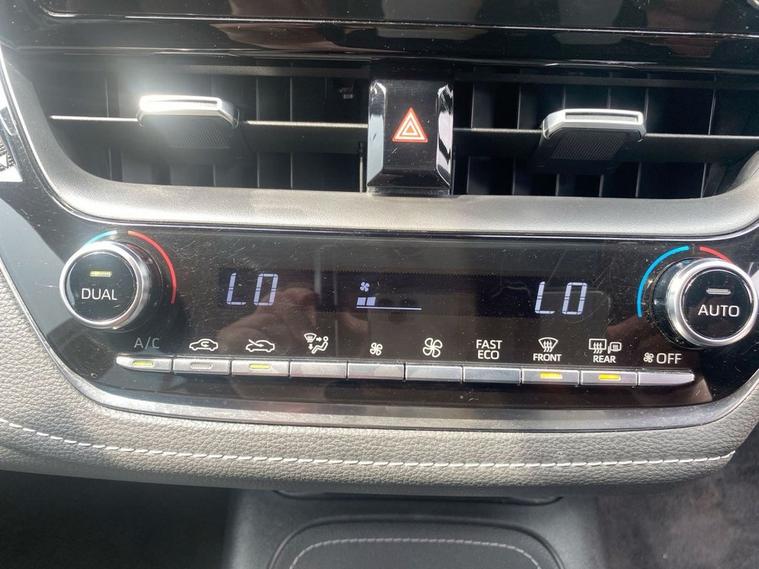 DUAL
LO
LO
AUTO
A/C
FAST
ECO
FRONT
REAR
OFF